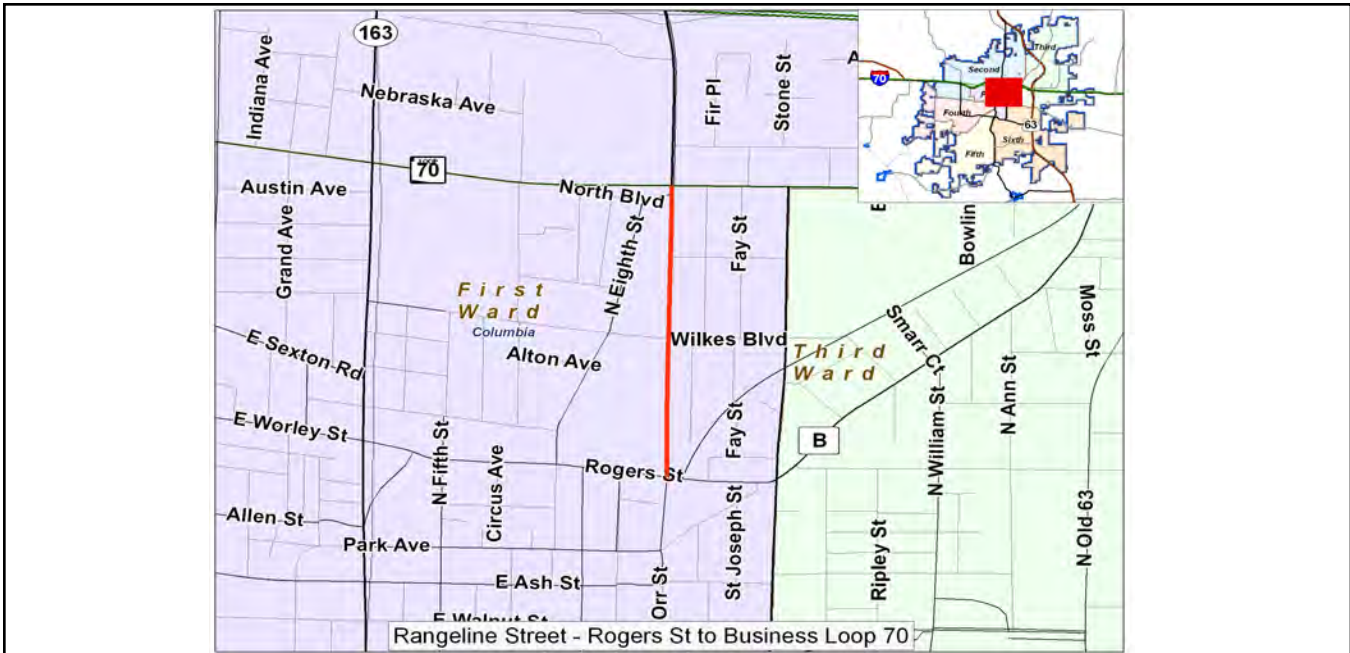 163
Indiana Ave
Nebraska Ave
Fir Pl
Stone St
A
Second
Third
70
F
Fourth
63
Sixth
Fifth
70
Austin Ave
North Blvd
Grand Ave
N Eighth St
Fay St
Bowlin
First
Ward
Columbia
Wilkes Blvd
Third
Ward
Smarr Ct
Moss St
E Sexton Rd
Alton Ave
E Worley St
N Fifth St
Circus Ave
Rogers St
Fay St
B
N William St
N Ann St
Allen St
Park Ave
St Joseph St
Ripley St
N Old 63
E Ash St
Orr St
E Walnut St
Rangeline Street - Rogers St to Business Loop 70